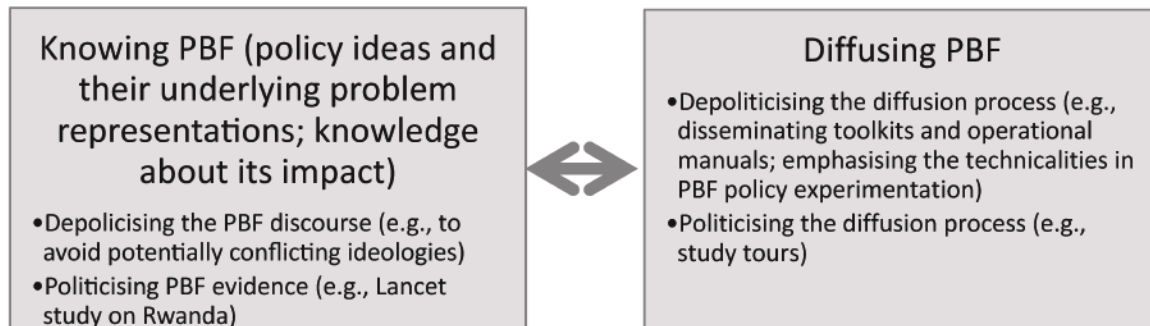 Knowing PBF (policy ideas and
their underlying problem
representations; knowledge
about its impact)
•Depolicising the PBF discourse (e.g., to
avoid potentially conflicting ideologies)
•Politicising PBF evidence (e.g., Lancet
study on Rwanda)
Diffusing PBF
•Depoliticising the diffusion process (e.g.,
disseminating toolkits and operational
manuals; emphasising the technicalities in
PBF policy experimentation)
•Politicising the diffusion process (e.g.,
study tours)